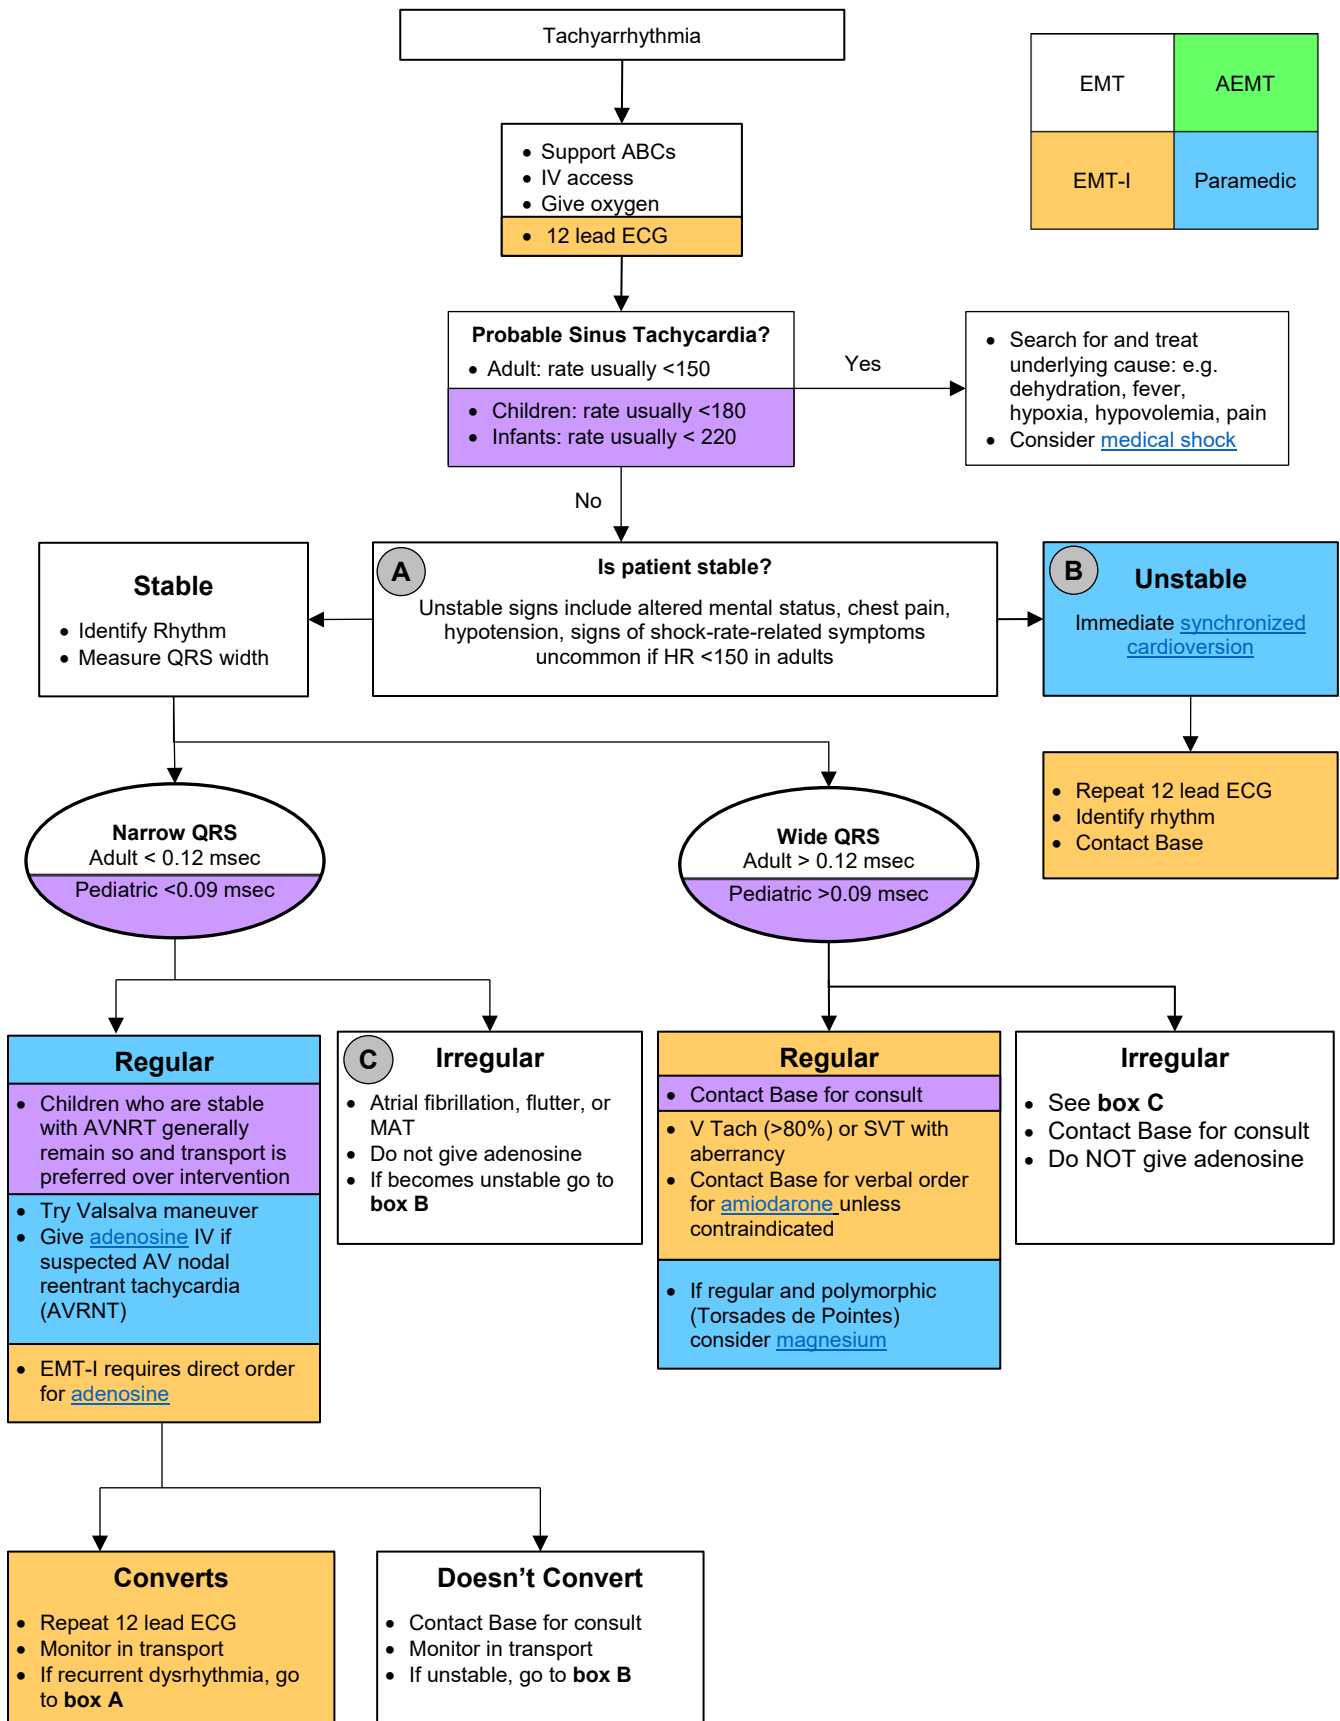 Tachyarrhythmia
EMT
AEMT
EMT-I
Paramedic
• Support ABCs
• IV access
• Give oxygen
• 12 lead ECG
Probable Sinus Tachycardia?
• Adult: rate usually <150
• Children: rate usually <180
• Infants: rate usually < 220
Yes
• Search for and treat
underlying cause: e.g.
dehydration, fever,
hypoxia, hypovolemia, pain
• Consider medical shock
No
Stable
• Identify Rhythm
• Measure QRS width
A
Is patient stable?
Unstable signs include altered mental status, chest pain,
hypotension, signs of shock-rate-related symptoms
uncommon if HR <150 in adults
B
Unstable
Immediate synchronized
cardioversion
• Repeat 12 lead ECG
• Identify rhythm
• Contact Base
Narrow QRS
Adult < 0.12 msec
Pediatric <0.09 msec
Wide QRS
Adult > 0.12 msec
Pediatric >0.09 msec
Regular
• Children who are stable
with AVNRT generally
remain so and transport is
preferred over intervention
• Try Valsalva maneuver
• Give adenosine IV if
suspected AV nodal
reentrant tachycardia
(AVRNT)
• EMT-I requires direct order
for adenosine
C
Irregular
• Atrial fibrillation, flutter, or
MAT
• Do not give adenosine
• If becomes unstable go to
box B
Regular
• Contact Base for consult
• V Tach (>80%) or SVT with
aberrancy
• Contact Base for verbal order
for amiodarone unless
contraindicated
• If regular and polymorphic
(Torsades de Pointes)
consider magnesium
Irregular
• See box C
• Contact Base for consult
• Do NOT give adenosine
Converts
• Repeat 12 lead ECG
• Monitor in transport
• If recurrent dysrhythmia, go
to box A
Doesn't Convert
• Contact Base for consult
• Monitor in transport
• If unstable, go to box B